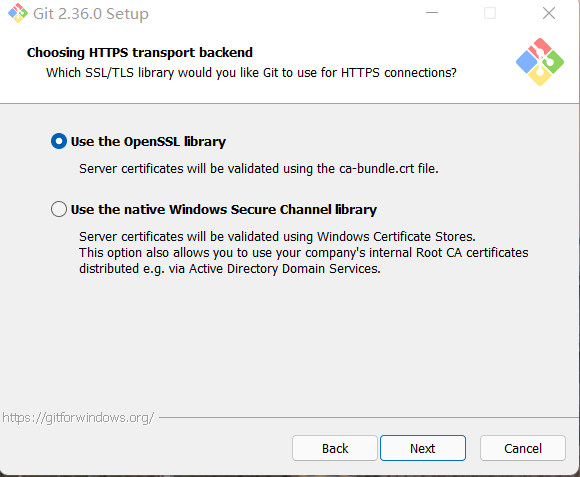 Git 2.36.0 Setup
Choosing HTTPS transport backend
Which SSL/TLS library would you like Git to use for HTTPS connections?
Use the OpenSSL library
Server certificates will be validated using the ca-bundle.crt file.
Use the native Windows Secure Channel library
Server certificates will be validated using Windows Certificate Stores.
This option also allows you to use your company's internal Root CA certificates
distributed e.g. via Active Directory Domain Services.
https://gitforwindows.org/
Back
Next
Cancel